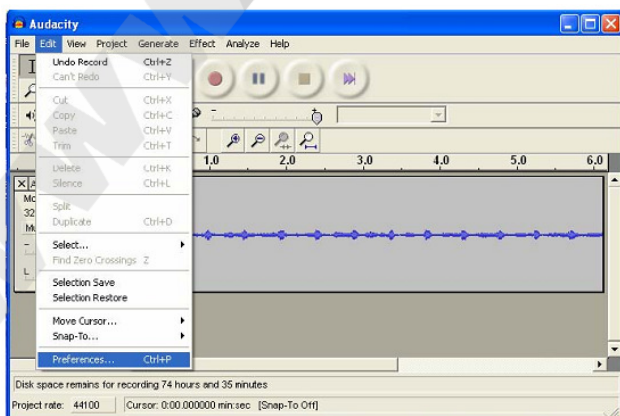 Audacity
File Edit View Project Generate Effect Analyze Help
Undo Record Ctrl+Z
Can't Redo Ctrl+Y
Cut Ctrl+X
Copy Ctrl+C
Paste Ctrl+V
Trim Ctrl+T
Delete Ctrl+K
Silence Ctrl+L
Split
Duplicate Ctrl+D
Select...
Find Zero Crossings Z
Selection Save
Selection Restore
Move Cursor...
Snap-To...
Preferences... Ctrl+P
1.0 2.0 3.0 4.0 5.0 6.0
X A
Mo
32
Mu
L
Disk space remains for recording 74 hours and 35 minutes
Project rate: 44100 Cursor: 0:00.000000 min:sec [Snap-To Off]